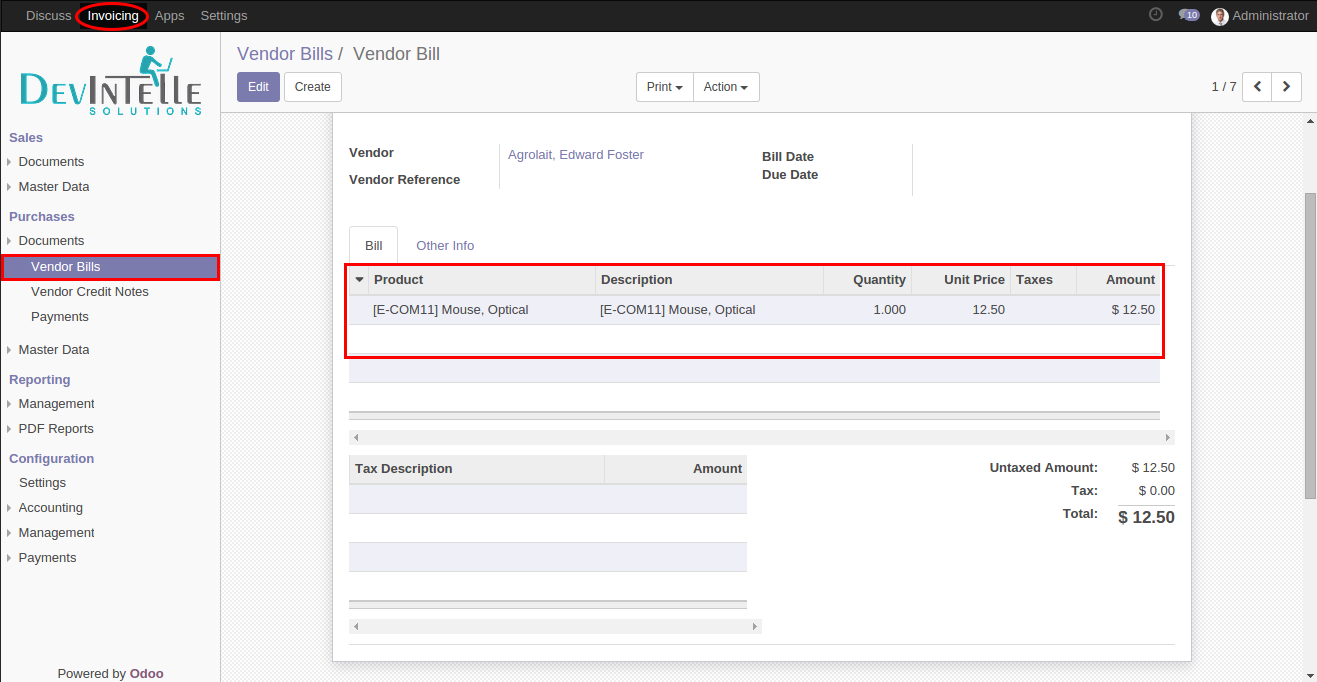 Discuss Invoicing Apps Settings 10 Administrator
DevIntelle
SOLUTIONS
Vendor Bills / Vendor Bill
Edit Create Print Action 1 / 7
Sales
Documents
Master Data
Purchases
Documents
Vendor Bills
Vendor Credit Notes
Payments
Master Data
Reporting
Management
PDF Reports
Configuration
Settings
Accounting
Management
Payments
Powered by Odoo
Vendor Agrolait, Edward Foster Bill Date
Vendor Reference Due Date
Bill Other Info
Product Description Quantity Unit Price Taxes Amount
[E-COM11] Mouse, Optical [E-COM11] Mouse, Optical 1.000 12.50 $ 12.50
Tax Description Amount
Untaxed Amount: $ 12.50
Tax: $ 0.00
Total: $ 12.50